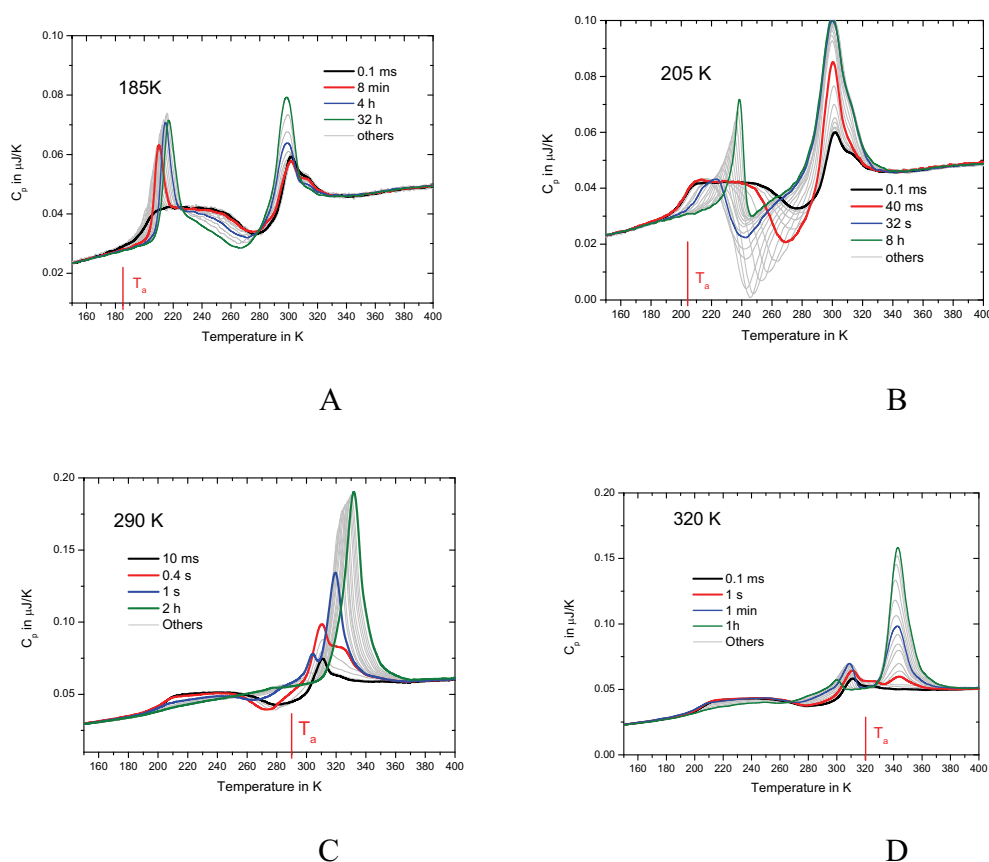 0.10
0.08
0.06
0.04
0.02
C_p in μJ/K
185K
0.1 ms
8 min
4 h
32 h
others
T_a
160 180 200 220 240 260 280 300 320 340 360 380 400
Temperature in K
A
0.10
0.08
0.06
0.04
0.02
0.00
C_p in μJ/K
205 K
0.1 ms
40 ms
32 s
8 h
others
T_a
160 180 200 220 240 260 280 300 320 340 360 380 400
Temperature in K
B
0.20
0.15
0.10
0.05
C_p in μJ/K
290 K
10 ms
0.4 s
1 s
2 h
Others
T_a
160 180 200 220 240 260 280 300 320 340 360 380 400
Temperature in K
C
0.20
0.15
0.10
0.05
0.00
C_p in μJ/K
320 K
0.1 ms
1 s
1 min
1h
Others
T_a
160 180 200 220 240 260 280 300 320 340 360 380 400
Temperature in K
D